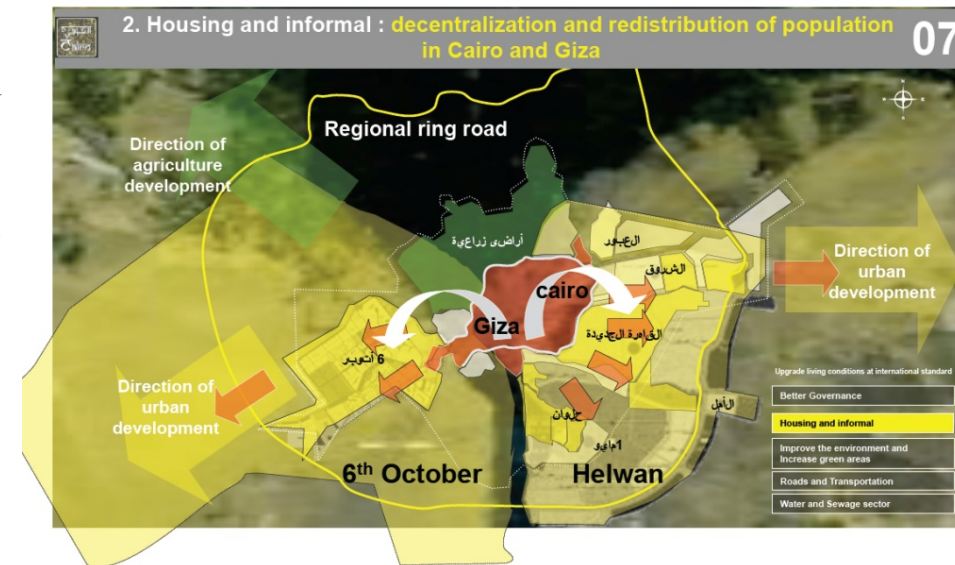 2. Housing and informal : decentralization and redistribution of population
in Cairo and Giza
07
Regional ring road
Direction of
agriculture
development
أراضى زراعية
العبور
الشروق
Direction of
urban
development
cairo
Giza
القاهرة الجديدة
6 أكتوبر
Upgrade living conditions at international standard
Better Governance
Housing and informal
Improve the environment and
Increase green areas
Roads and Transportation
Water and Sewage sector
الأمل
Direction of
urban
development
حلوان
1مايو
6th October
Helwan